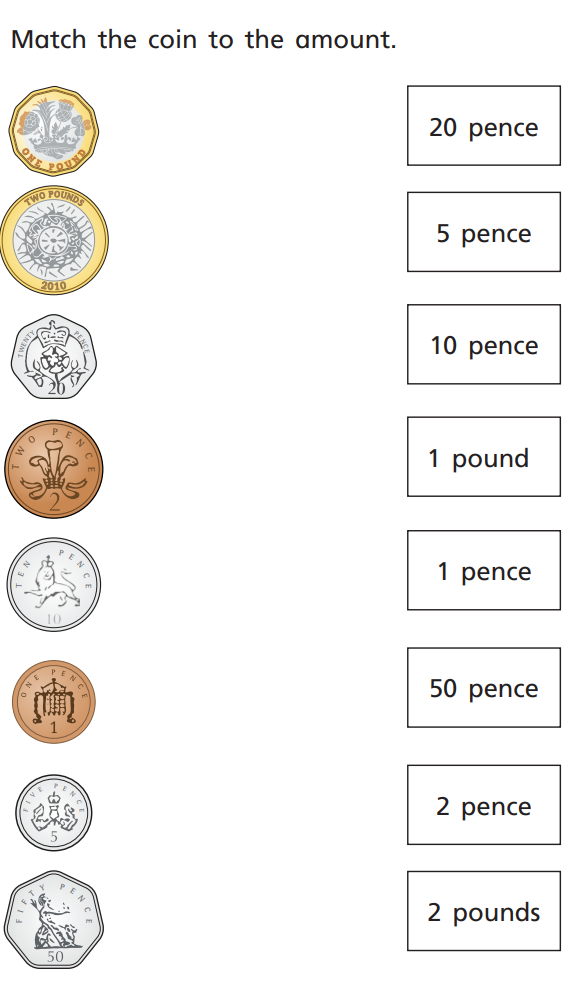 Match the coin to the amount.
ONE POUND
20 pence
TWO POUNDS
2010
5 pence
TWENTY PENCE
20
10 pence
TWO PENCE
2
1 pound
TEN PENCE
10
1 pence
ONE PENCE
1
50 pence
FIVE PENCE
5
2 pence
FIFTY PENCE
50
2 pounds